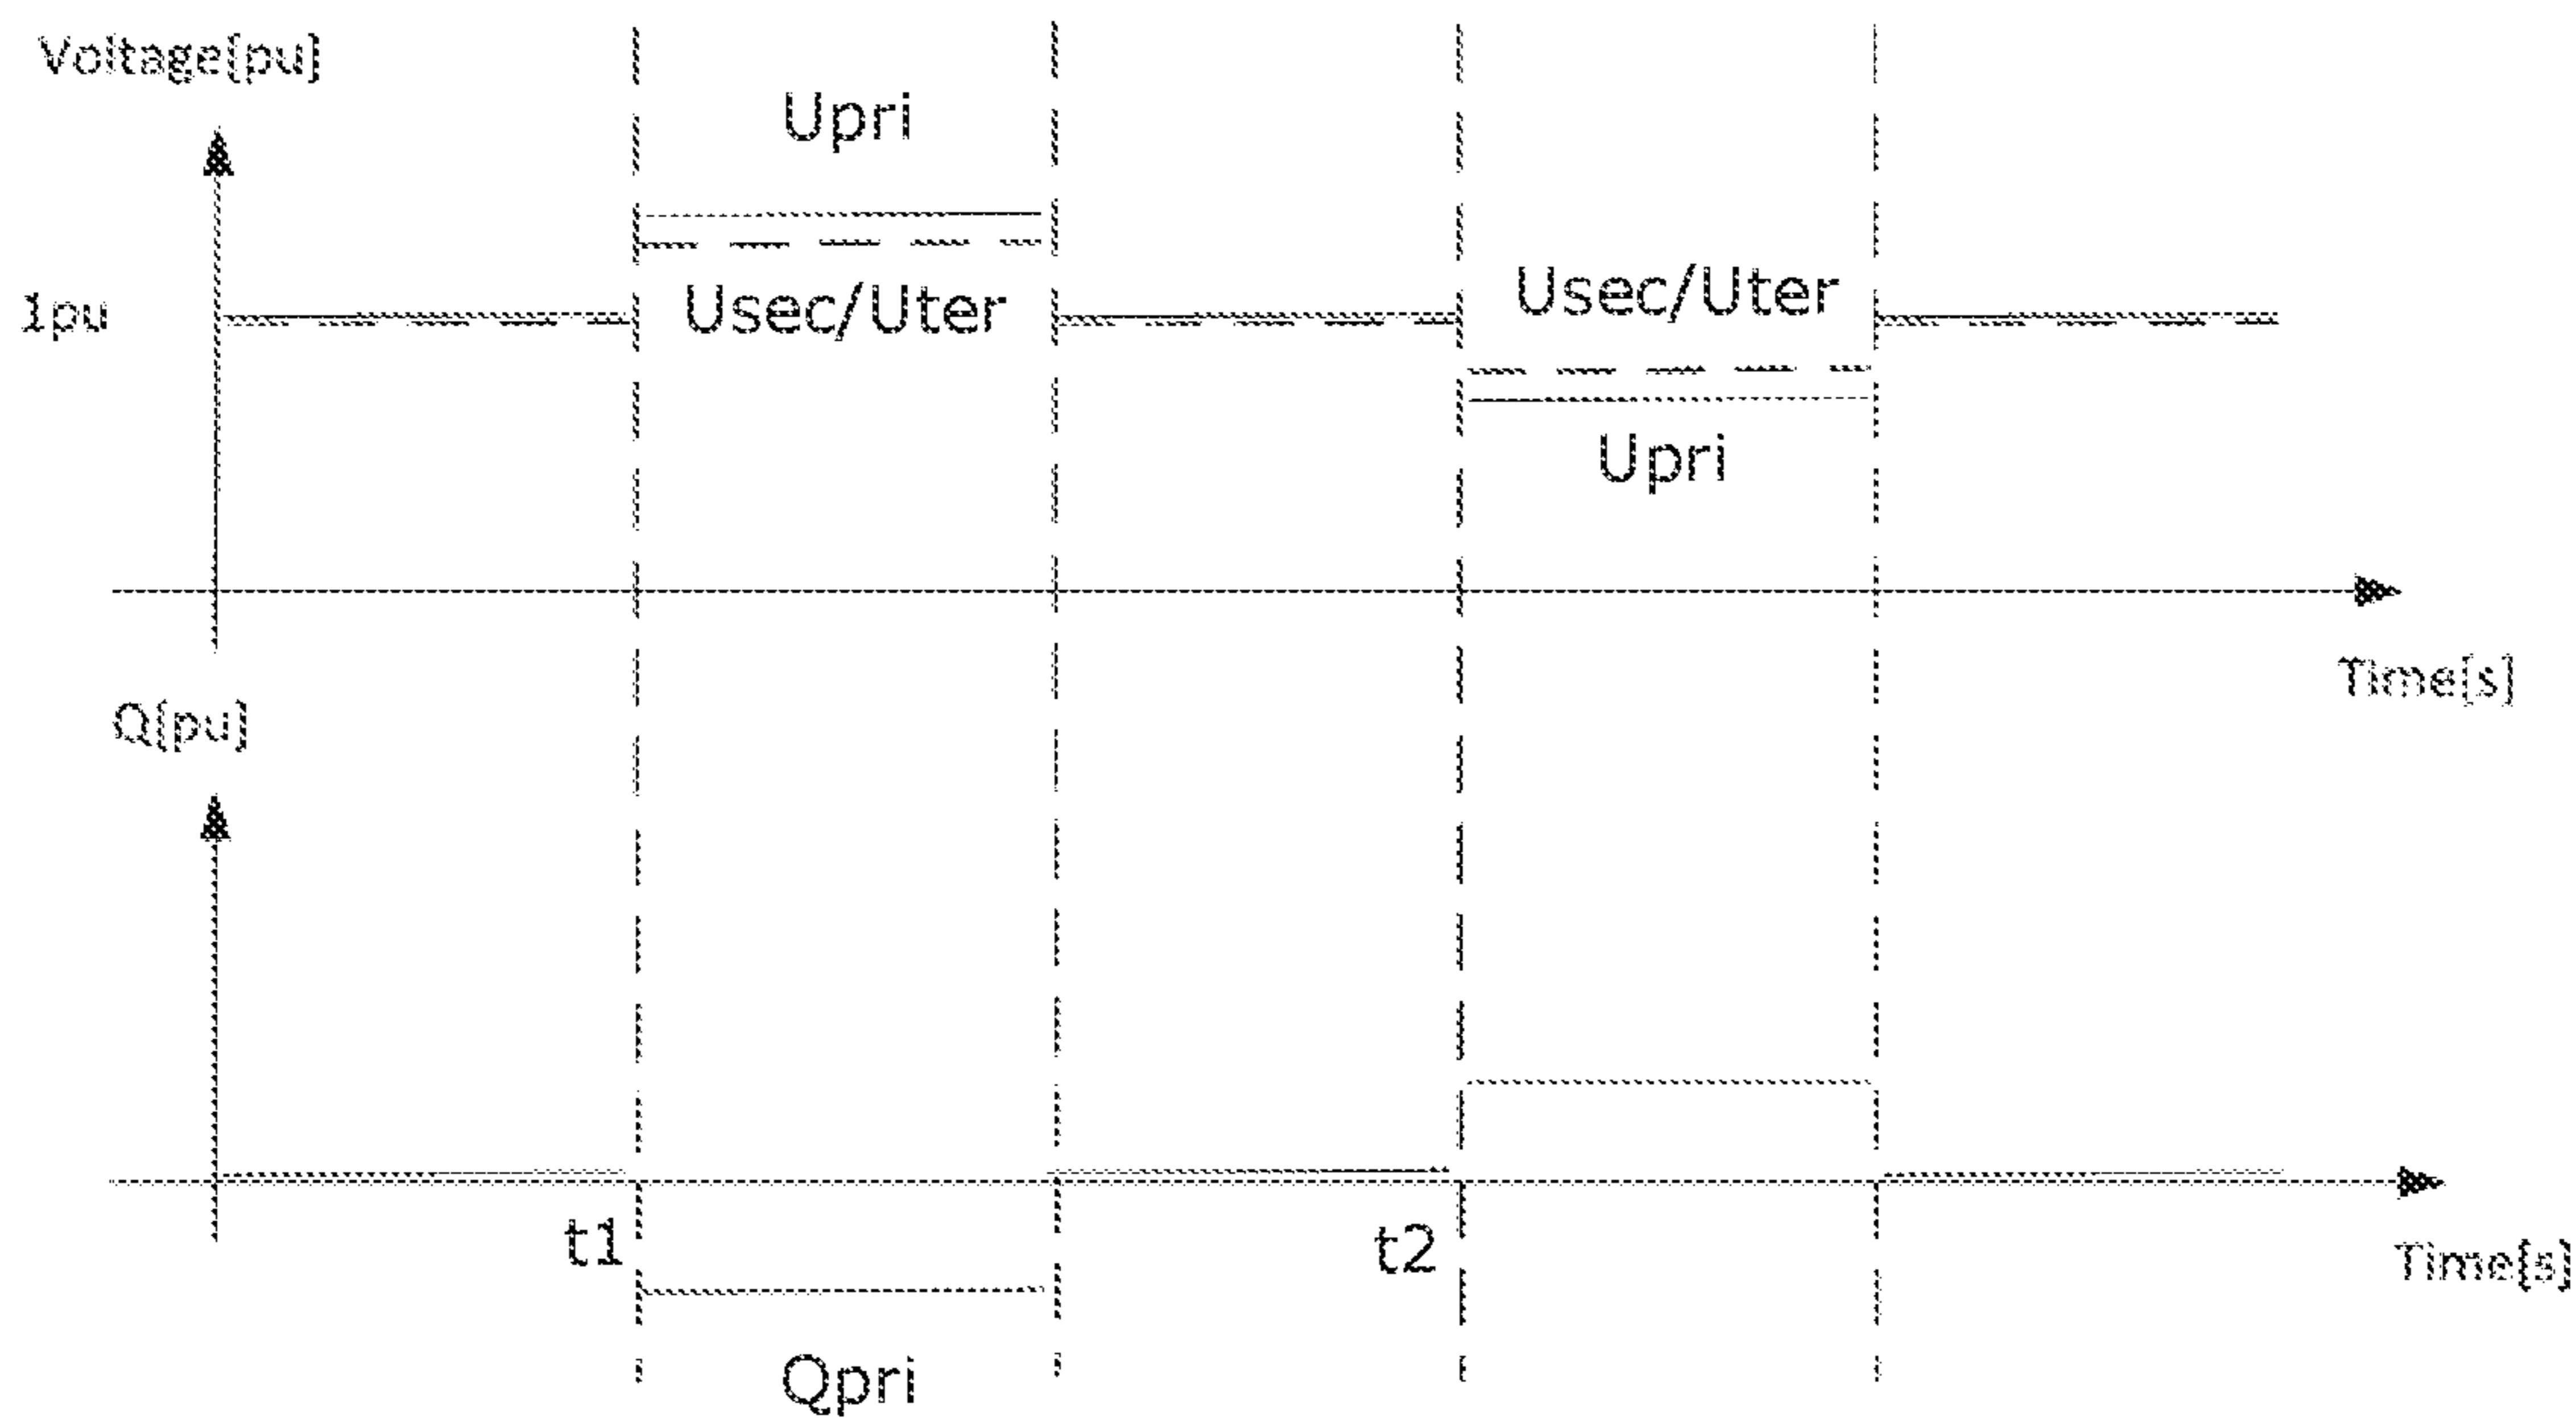 Voltage[pu]
Upri
1pu
Usec/Uter
Usec/Uter
Upri
Time[s]
Q[pu]
t1
t2
Time[s]
Qpri